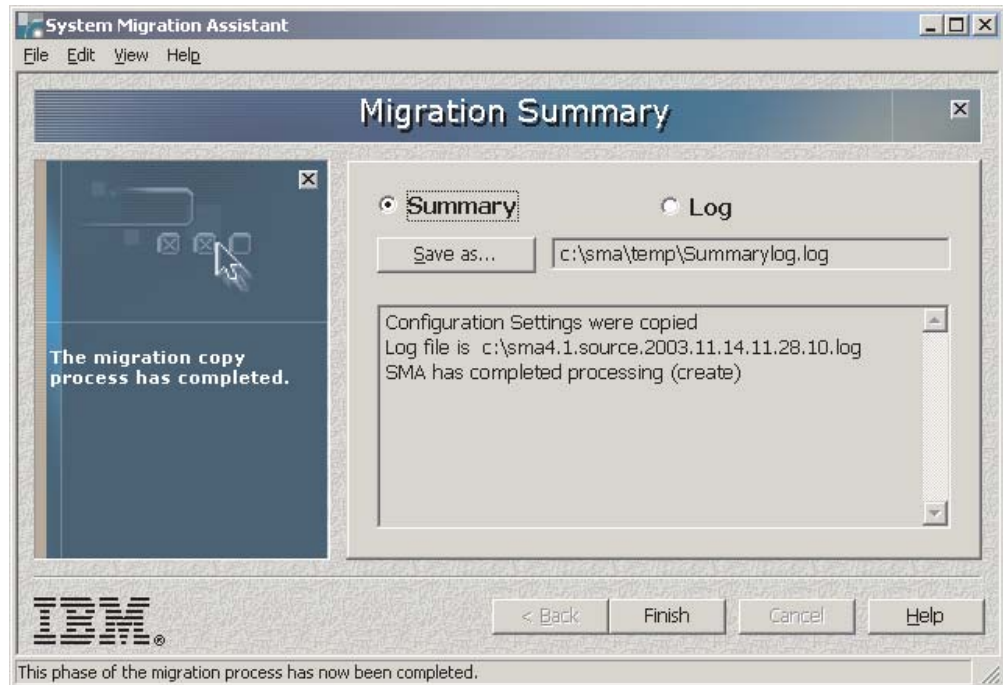 System Migration Assistant
File Edit View Help
Migration Summary
The migration copy
process has completed.
Summary
Log
Save as...
c:\sma\temp\Summarylog.log
Configuration Settings were copied
Log file is c:\sma4.1.source.2003.11.14.11.28.10.log
SMA has completed processing (create)
IBM®
< Back
Finish
Cancel
Help
This phase of the migration process has now been completed.